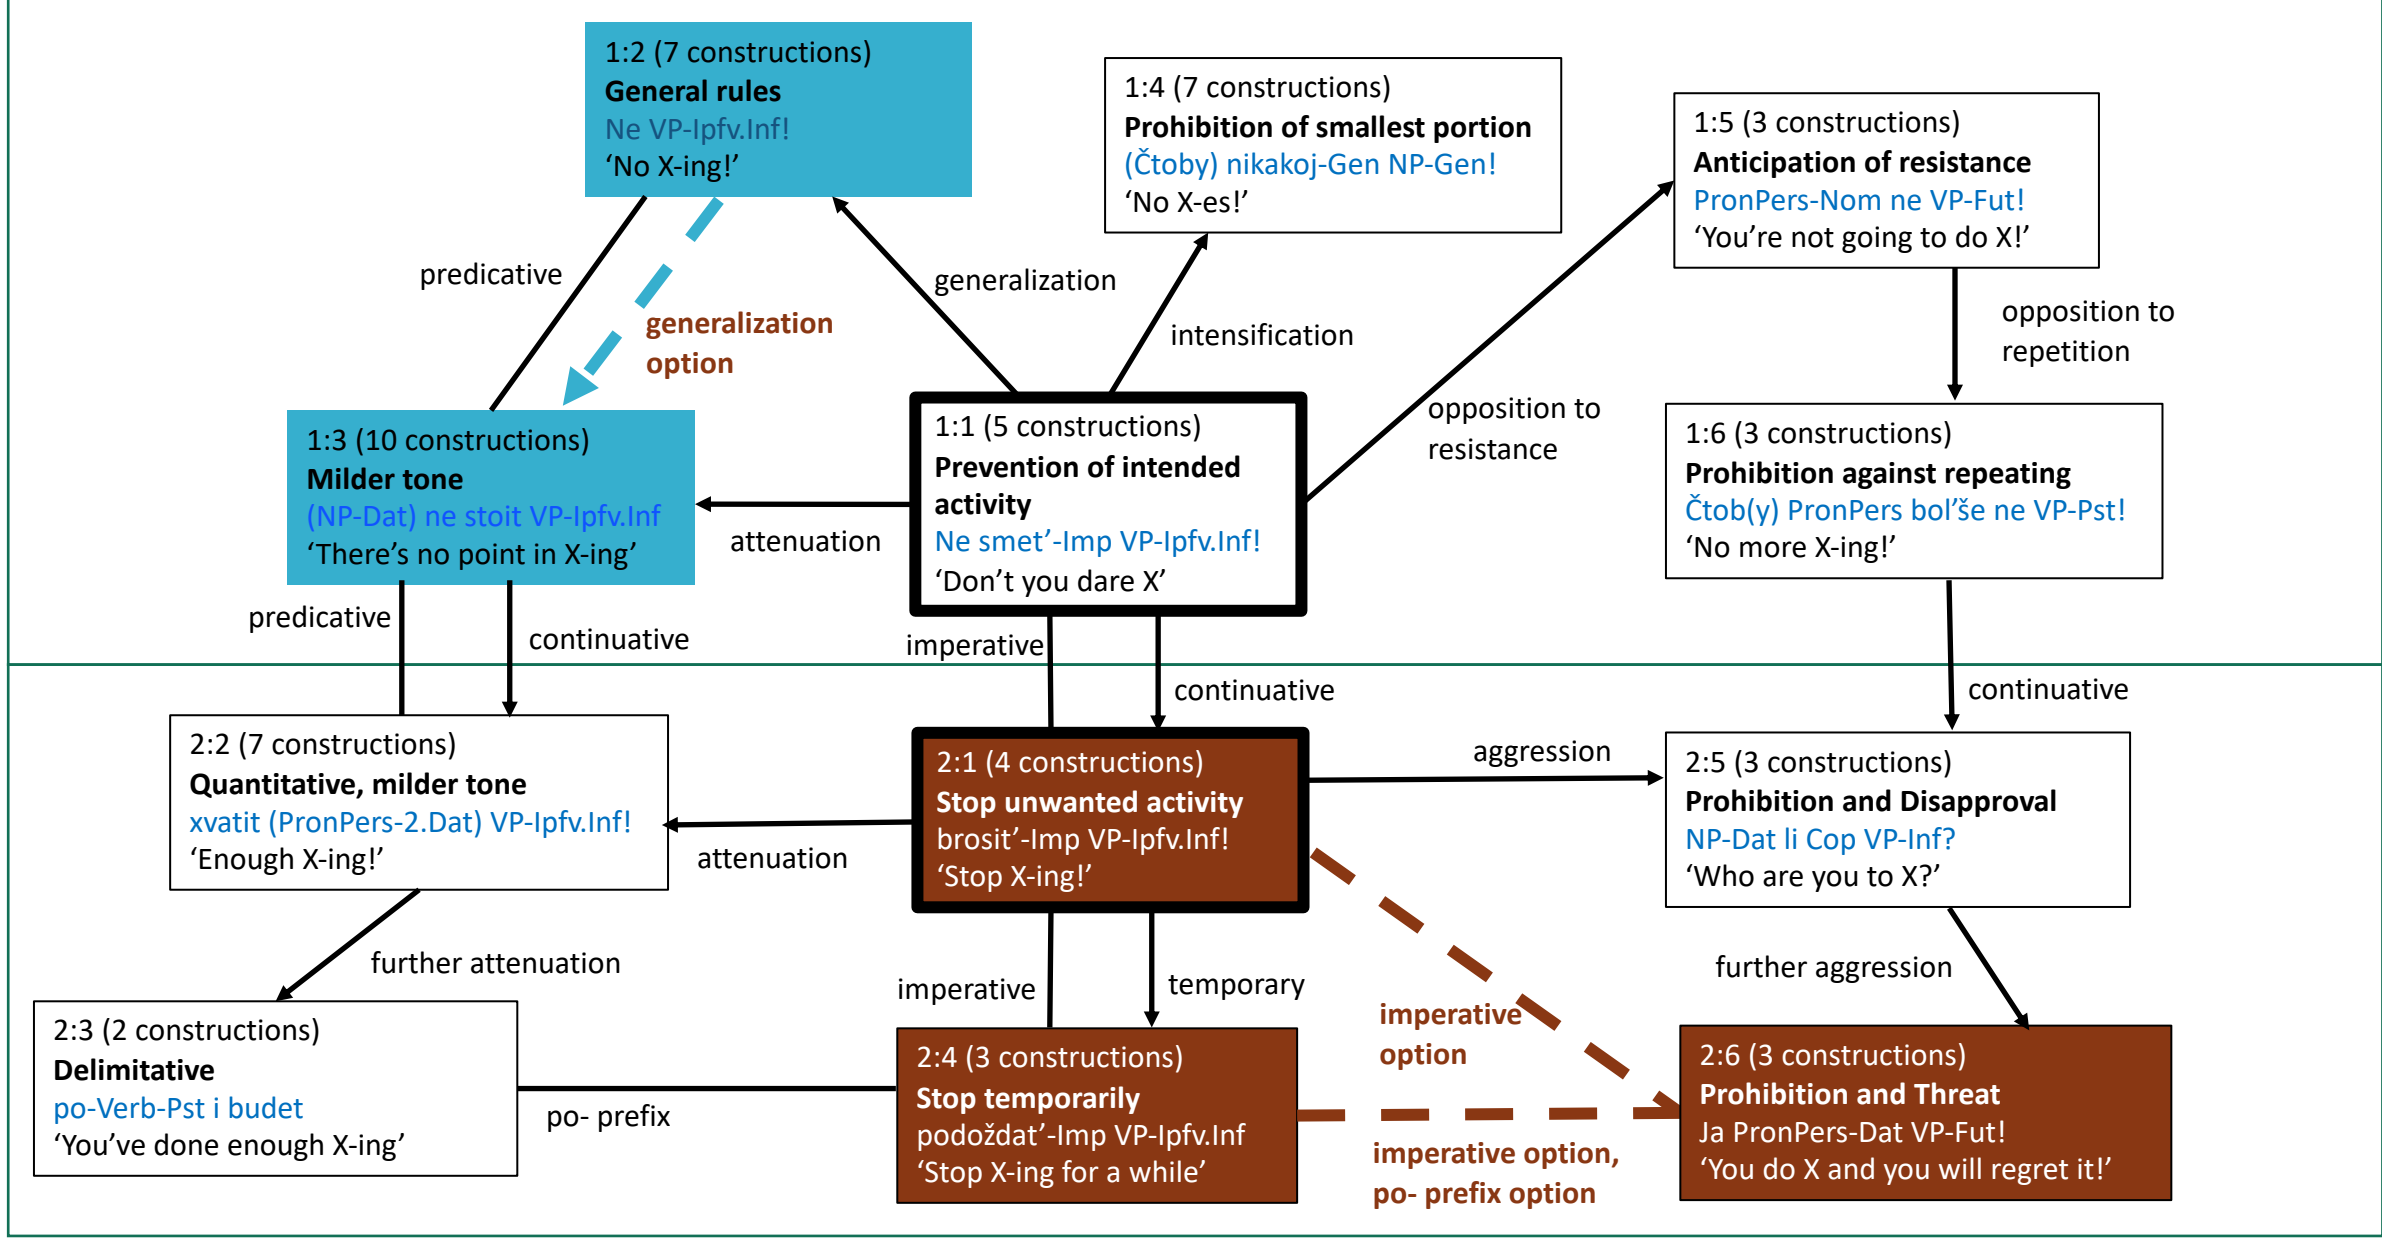 1:2 (7 constructions)
General rules
Ne VP-Ipfv.Inf!
‘No X-ing!’
1:4 (7 constructions)
Prohibition of smallest portion
(Čtoby) nikakoj-Gen NP-Gen!
‘No X-es!’
1:5 (3 constructions)
Anticipation of resistance
PronPers-Nom ne VP-Fut!
‘You’re not going to do X!’
predicative
generalization
option
generalization
intensification
opposition to
resistance
opposition to
repetition
1:3 (10 constructions)
Milder tone
(NP-Dat) ne stoit VP-Ipfv.Inf
‘There’s no point in X-ing’
attenuation
1:1 (5 constructions)
Prevention of intended
activity
Ne smet’-Imp VP-Ipfv.Inf!
‘Don’t you dare X’
1:6 (3 constructions)
Prohibition against repeating
Čtob(y) PronPers bol’še ne VP-Pst!
‘No more X-ing!’
predicative
continuative
imperative
continuative
continuative
2:2 (7 constructions)
Quantitative, milder tone
xvatit (PronPers-2.Dat) VP-Ipfv.Inf!
‘Enough X-ing!’
attenuation
2:1 (4 constructions)
Stop unwanted activity
brosit’-Imp VP-Ipfv.Inf!
‘Stop X-ing!’
aggression
2:5 (3 constructions)
Prohibition and Disapproval
NP-Dat li Cop VP-Inf?
‘Who are you to X?’
further attenuation
imperative
temporary
imperative
option
further aggression
2:3 (2 constructions)
Delimitative
po-Verb-Pst i budet
‘You’ve done enough X-ing’
po- prefix
2:4 (3 constructions)
Stop temporarily
podoždat’-Imp VP-Ipfv.Inf
‘Stop X-ing for a while’
imperative option,
po- prefix option
2:6 (3 constructions)
Prohibition and Threat
Ja PronPers-Dat VP-Fut!
‘You do X and you will regret it!’